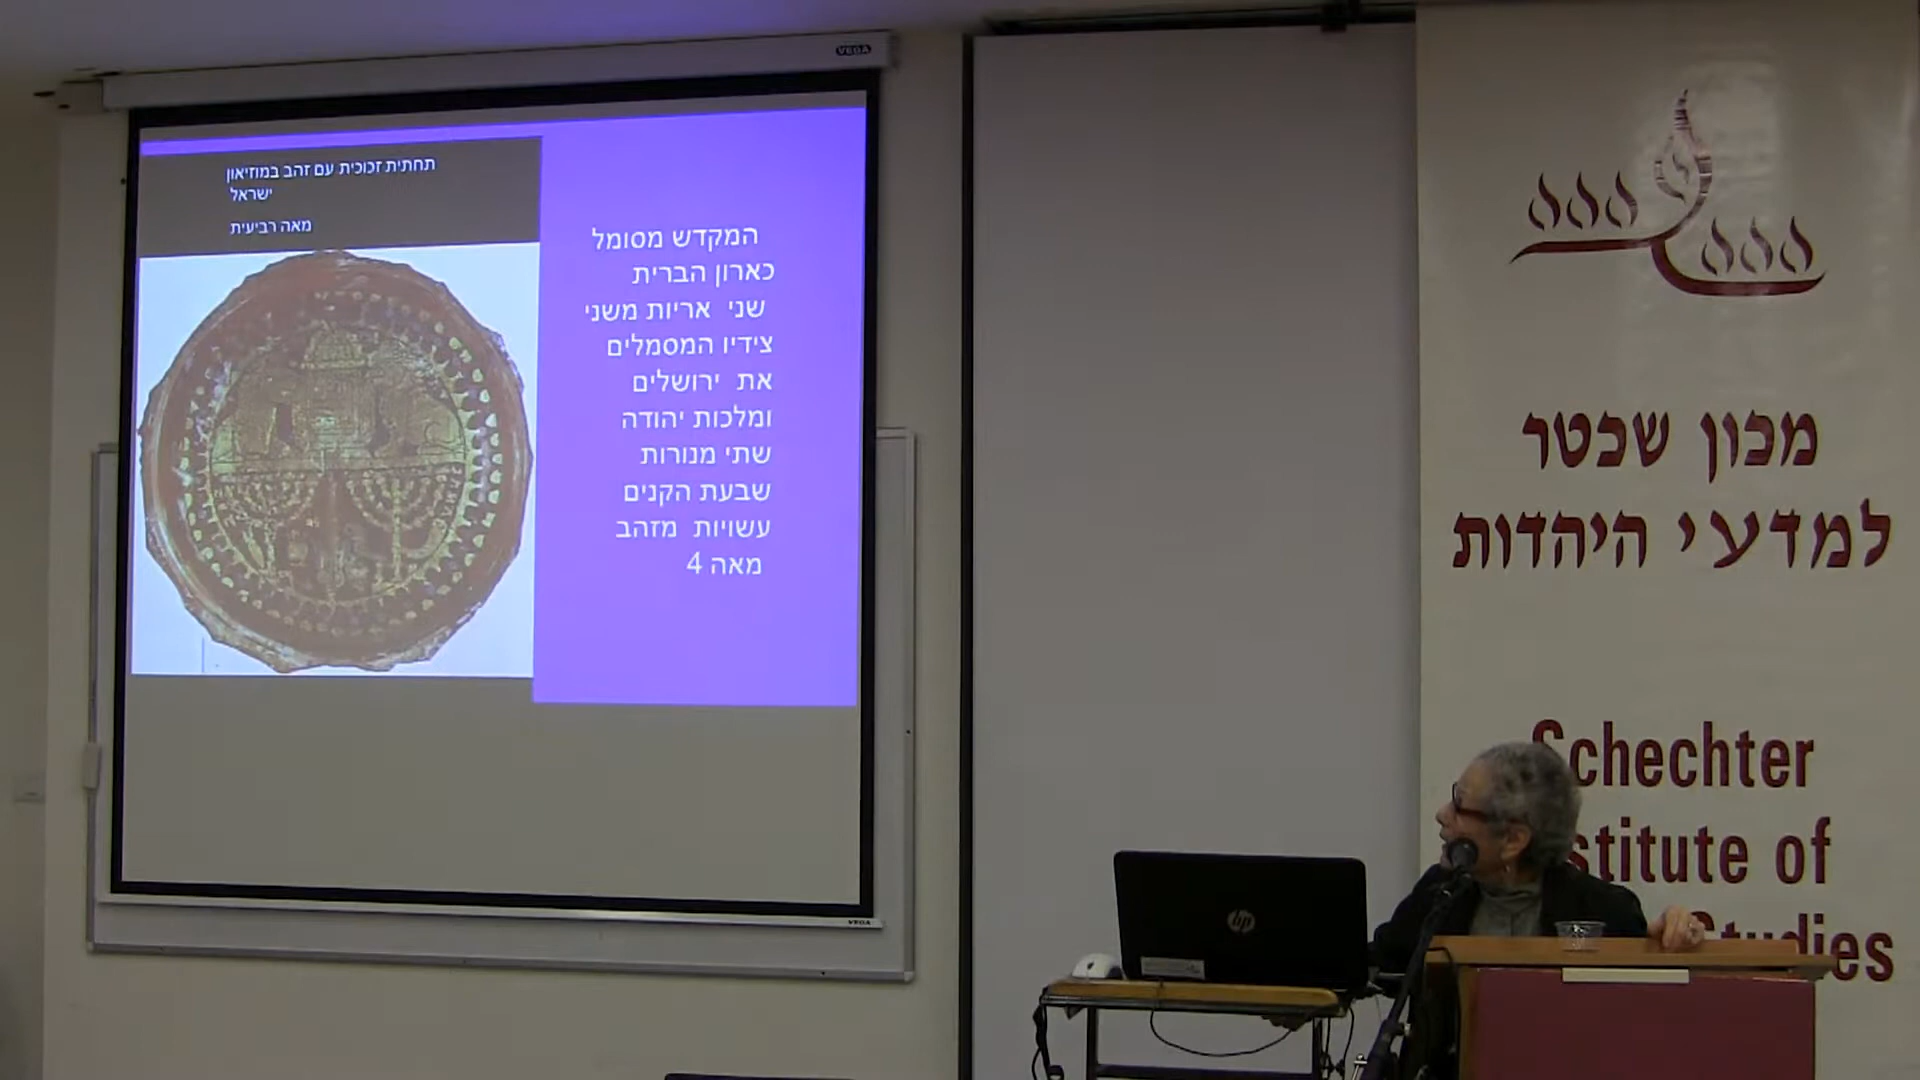 VEGA
תחתית זכוכית עם זהב במוזיאון
ישראל
מאה רביעית
המקדש מסומל
כארון הברית
שני אריות משני
צידיו המסמלים
את ירושלים
ומלכות יהודה
שתי מנורות
שבעת הקנים
עשויות מזהב
מאה 4
VEGA
מכון שכטר
למדעי היהדות
Schechter
stitute of
Studies
hp